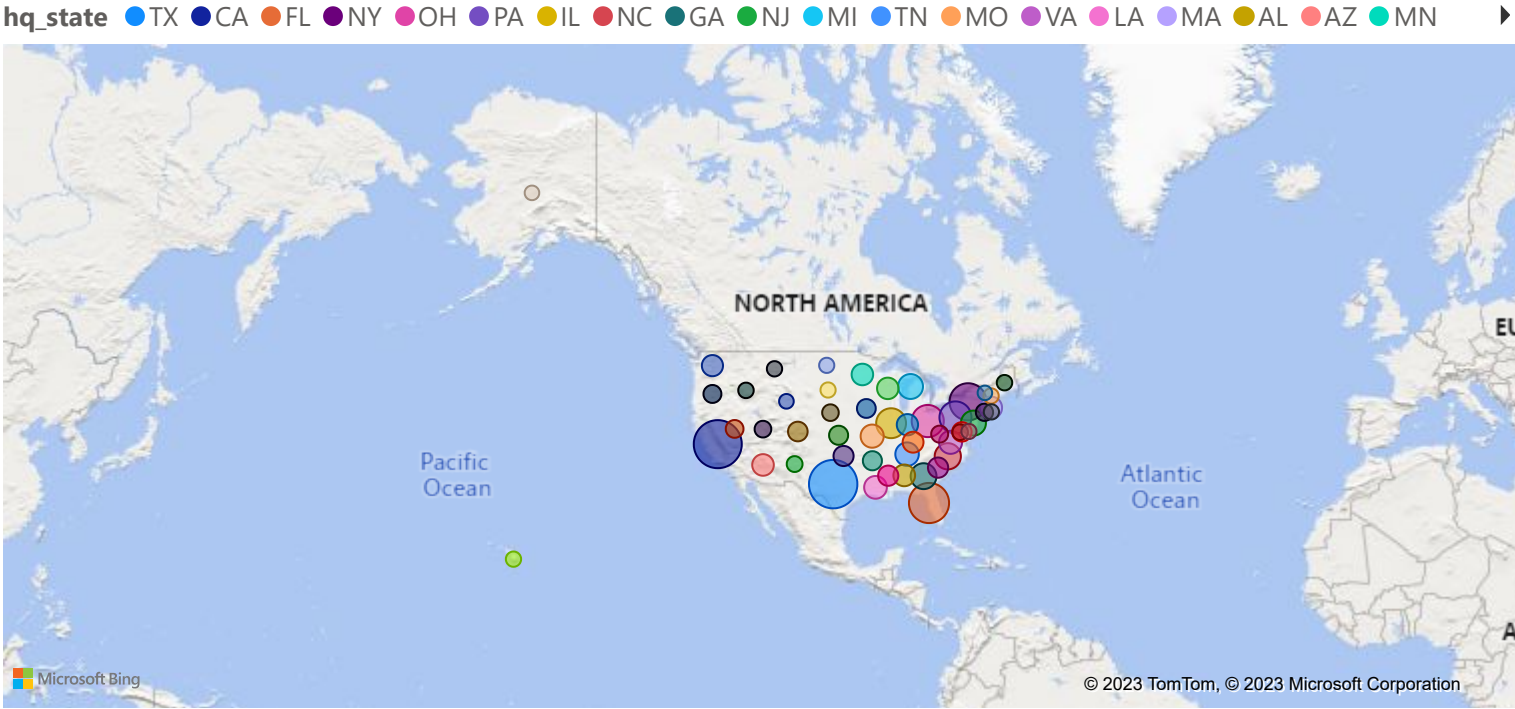 hq_state TX CA FL NY OH PA IL NC GA NJ MI TN MO VA LA MA AL AZ MN
NORTH AMERICA
EU
Pacific
Ocean
Atlantic
Ocean
A
Microsoft Bing
© 2023 TomTom, © 2023 Microsoft Corporation